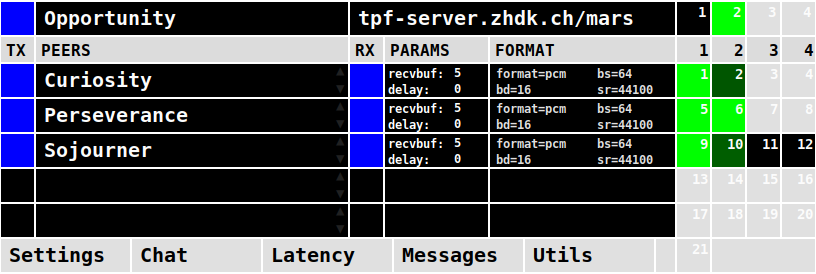 Opportunity tpf-server.zhdk.ch/mars 1 2 3 4
TX PEERS RX PARAMS FORMAT 1 2 3 4
Curiosity recvbuf: 5 format=pcm bs=64 1 2 3 4
delay: 0 bd=16 sr=44100
Perseverance recvbuf: 5 format=pcm bs=64 5 6 7 8
delay: 0 bd=16 sr=44100
Sojourner recvbuf: 5 format=pcm bs=64 9 10 11 12
delay: 0 bd=16 sr=44100
13 14 15 16
17 18 19 20
Settings Chat Latency Messages Utils 21